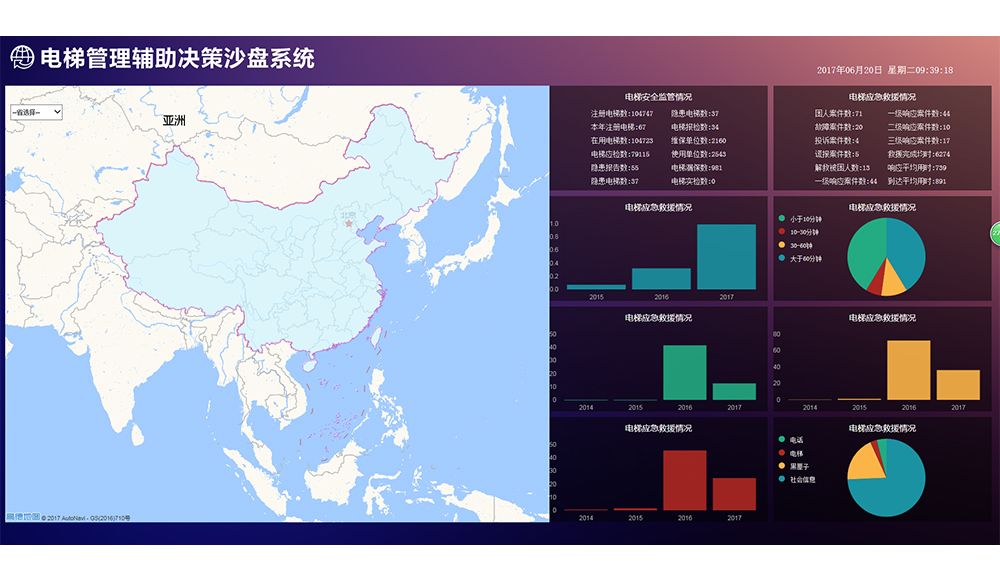 电梯管理辅助决策沙盘系统
2017年06月20日 星期二09:39:18
--省选择--
亚洲
北京
高德地图 © 2017 AutoNavi - GS(2016)710号
电梯安全监管情况
注册电梯数:104747 隐患电梯数:37
本年注册电梯:67 电梯报检数:34
在用电梯数:104723 维保单位数:2160
电梯应检数:79115 使用单位数:2543
隐患报告数:55 电梯漏保数:981
隐患电梯数:37 电梯实检数:0
电梯应急救援情况
困人案件数:71 一级响应案件数:44
故障案件数:20 二级响应案件数:10
投诉案件数:4 三级响应案件数:17
谎报案件数:5 救援完成均时:6274
解救被困人数:13 响应平均用时:739
一级响应案件数:44 到达平均用时:891
电梯应急救援情况
1.0
0.8
0.6
0.4
0.2
0.0
2015 2016 2017
电梯应急救援情况
小于10分钟
10-30分钟
30-60钟
大于60分钟
27
电梯应急救援情况
50
40
30
20
10
0
2014 2015 2016 2017
电梯应急救援情况
80
60
40
20
0
2014 2015 2016 2017
电梯应急救援情况
50
40
30
20
10
0
2014 2015 2016 2017
电梯应急救援情况
电话
电梯
黑匣子
社会信息